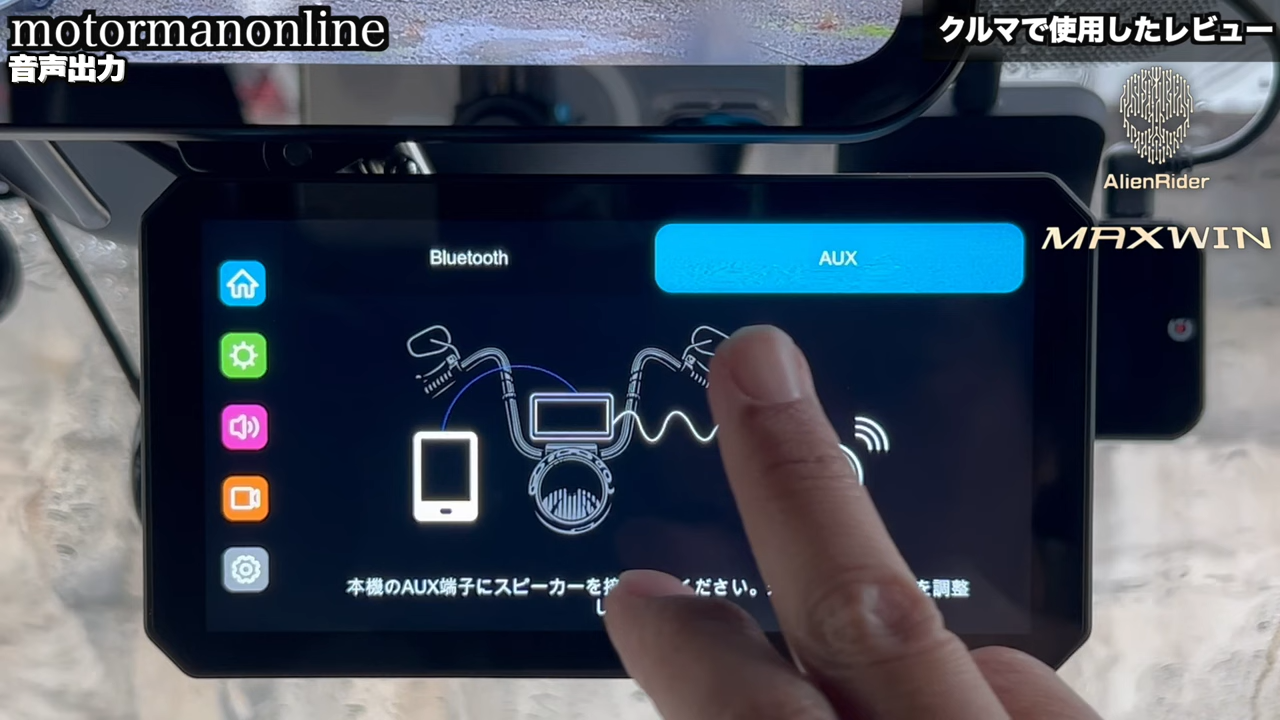 motormanonline
クルマで使用したレビュー
音声出力
AlienRider
MAXWIN
Bluetooth
AUX
本機のAUX端子にスピーカーを ください。 を調整